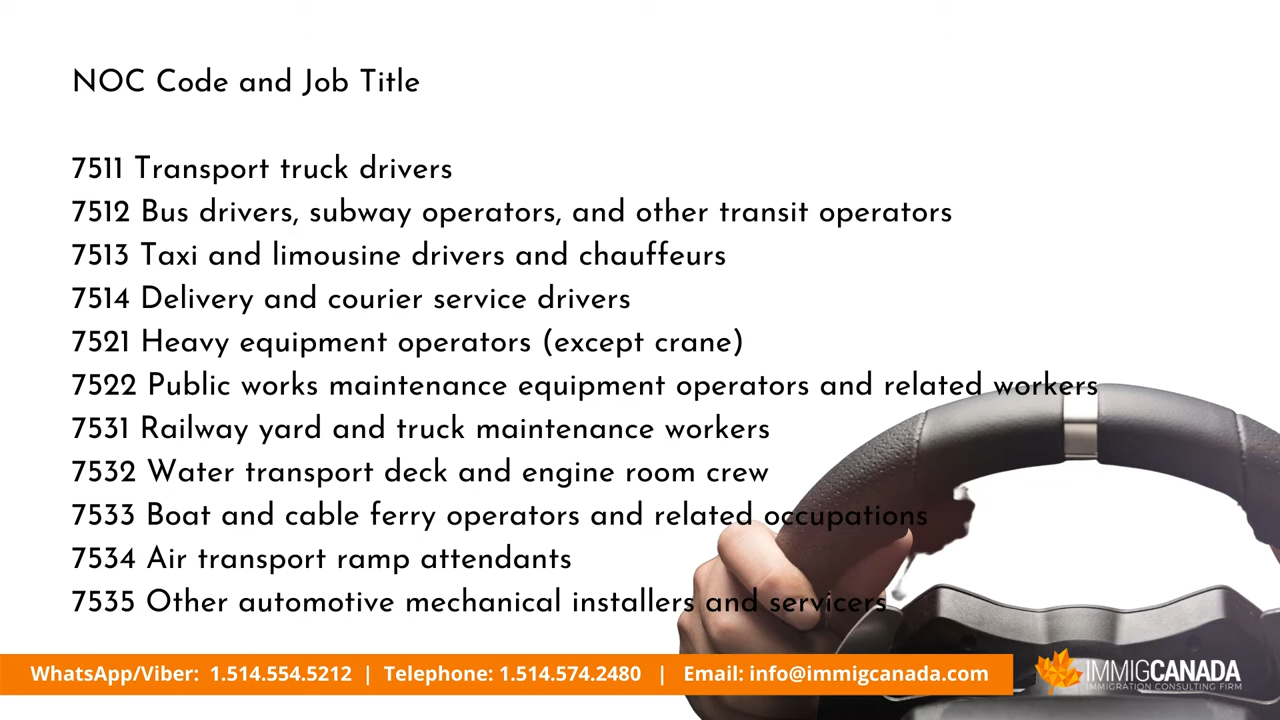 NOC Code and Job Title
7511 Transport truck drivers
7512 Bus drivers, subway operators, and other transit operators
7513 Taxi and limousine drivers and chauffeurs
7514 Delivery and courier service drivers
7521 Heavy equipment operators (except crane)
7522 Public works maintenance equipment operators and related workers
7531 Railway yard and truck maintenance workers
7532 Water transport deck and engine room crew
7533 Boat and cable ferry operators and related occupations
7534 Air transport ramp attendants
7535 Other automotive mechanical installers and servicers
WhatsApp/Viber: 1.514.554.5212 | Telephone: 1.514.574.2480 | Email: info@immigcanada.com
IMMIGCANADA
IMMIGRATION CONSULTING FIRM